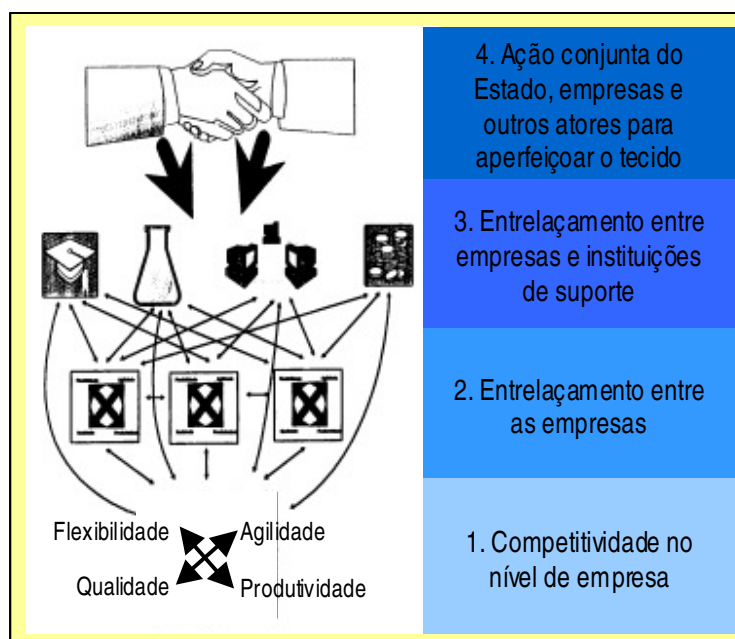 4. Ação conjunta do
Estado, empresas e
outros atores para
aperfeiçoar o tecido
3. Entrelaçamento entre
empresas e instituições
de suporte
2. Entrelaçamento entre
as empresas
Flexibilidade Agilidade
Qualidade Produtividade
1. Competitividade no
nível de empresa